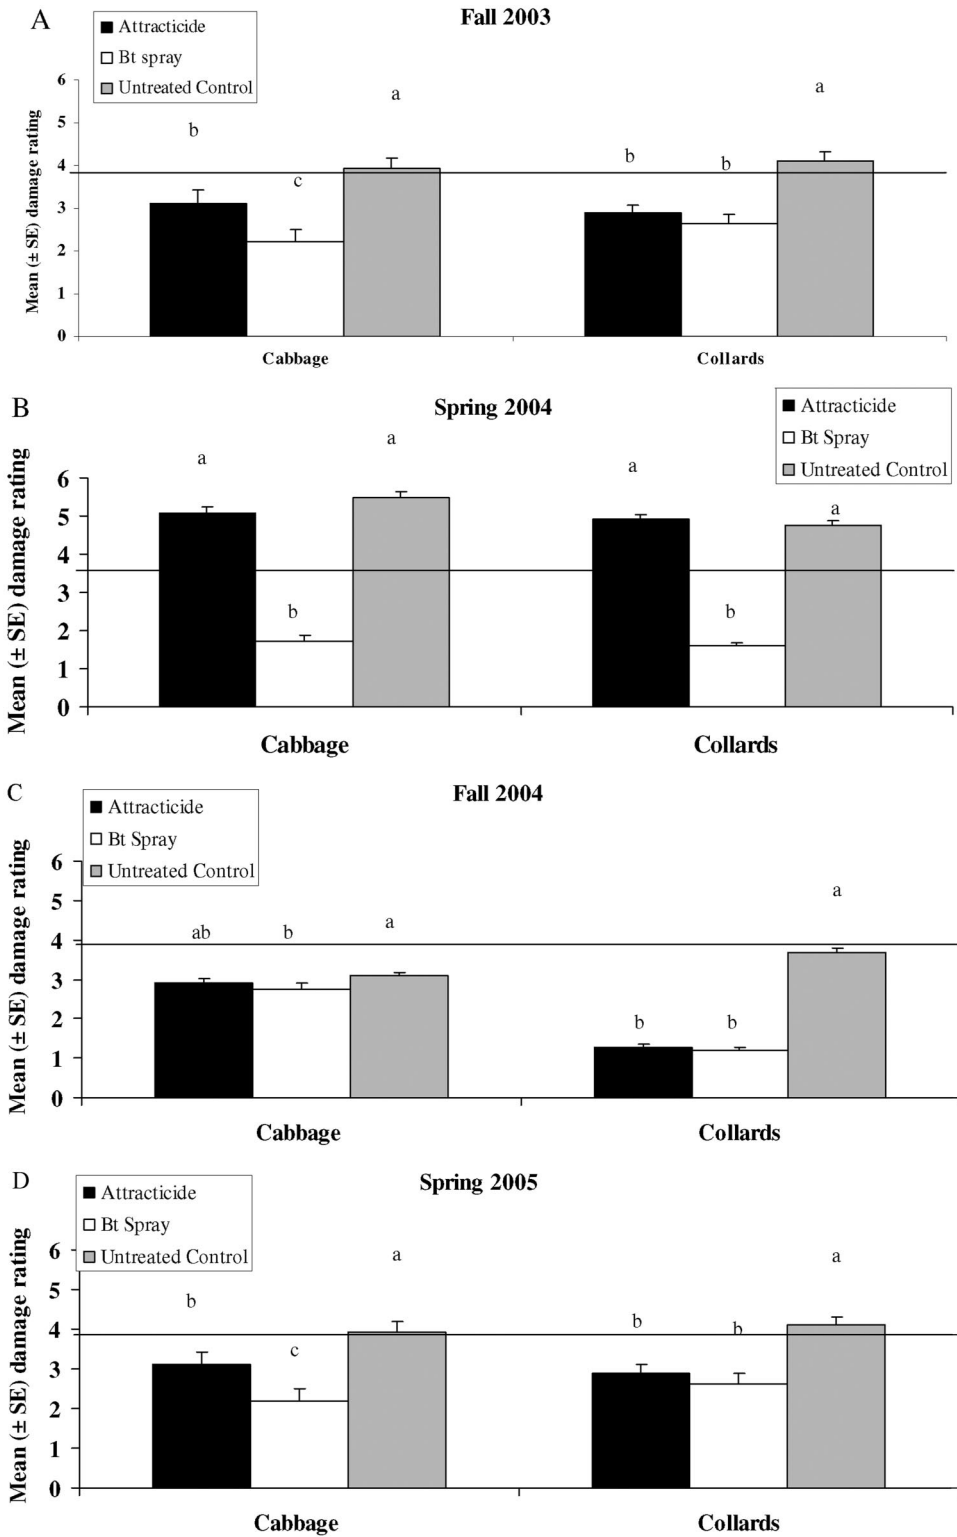 A
Fall 2003
Attracticide
Bt spray
Untreated Control
Mean (± SE) damage rating
6
5
4
3
2
1
0
b
c
a
b
b
a
Cabbage
Collards
B
Spring 2004
Attracticide
Bt Spray
Untreated Control
Mean (± SE) damage rating
6
5
4
3
2
1
0
a
b
a
a
b
a
Cabbage
Collards
C
Fall 2004
Attracticide
Bt Spray
Untreated Control
Mean (± SE) damage rating
6
5
4
3
2
1
0
ab
b
a
b
b
a
Cabbage
Collards
D
Spring 2005
Attracticide
Bt Spray
Untreated Control
Mean (± SE) damage rating
6
5
4
3
2
1
0
b
c
a
b
b
a
Cabbage
Collards